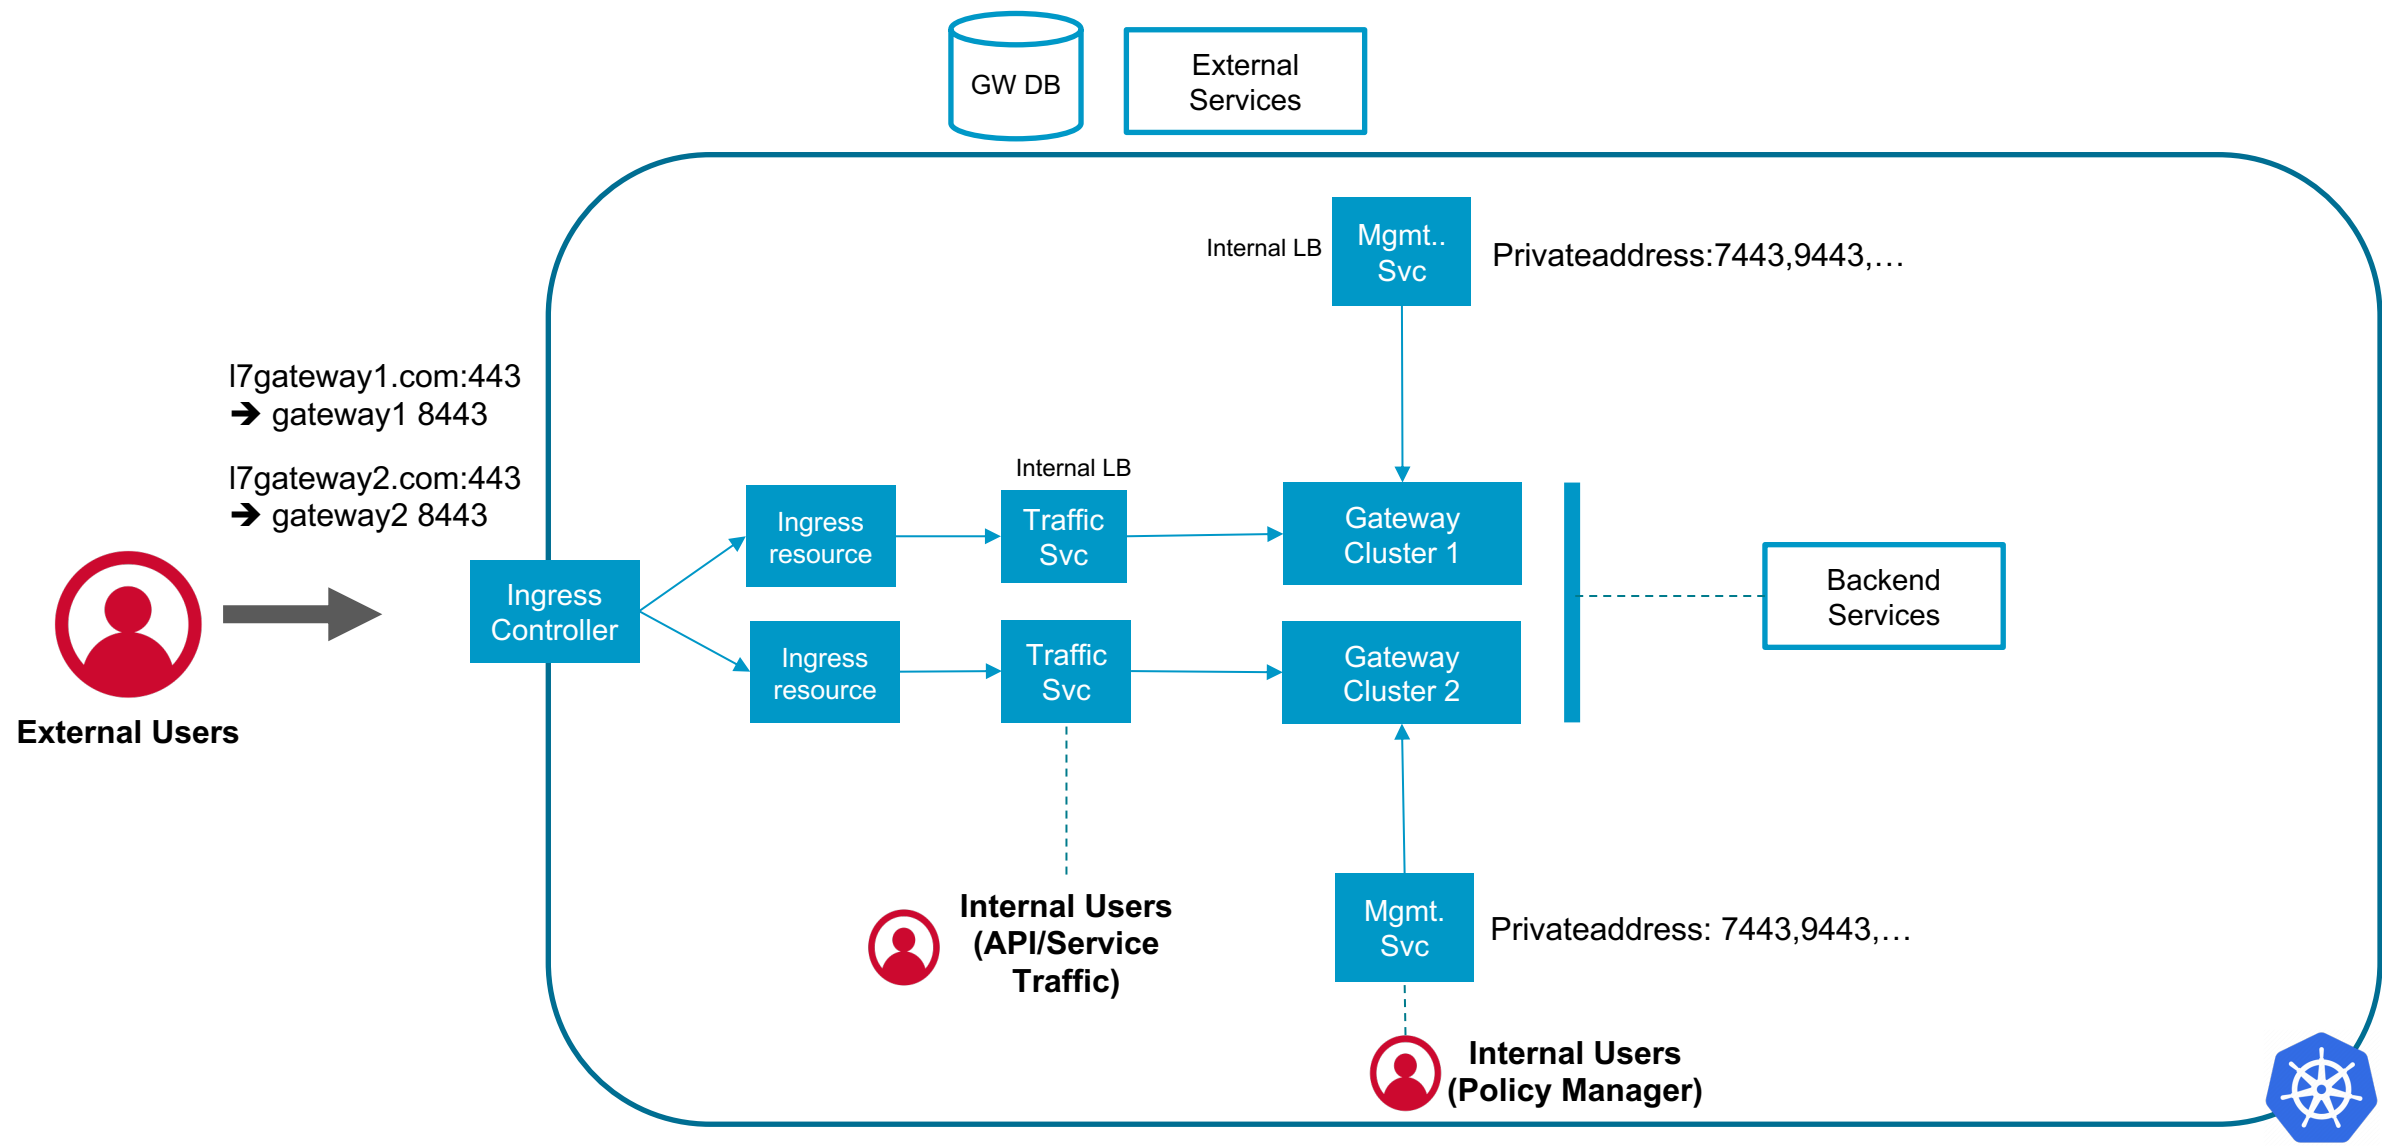 GW DB
External
Services
Internal LB
Mgmt..
Svc
Privateaddress:7443,9443,…
l7gateway1.com:443
➔ gateway1 8443
l7gateway2.com:443
➔ gateway2 8443
Internal LB
Ingress
resource
Traffic
Svc
Gateway
Cluster 1
Ingress
Controller
Backend
Services
Ingress
resource
Traffic
Svc
Gateway
Cluster 2
External Users
Internal Users
(API/Service
Traffic)
Mgmt.
Svc
Privateaddress: 7443,9443,…
Internal Users
(Policy Manager)